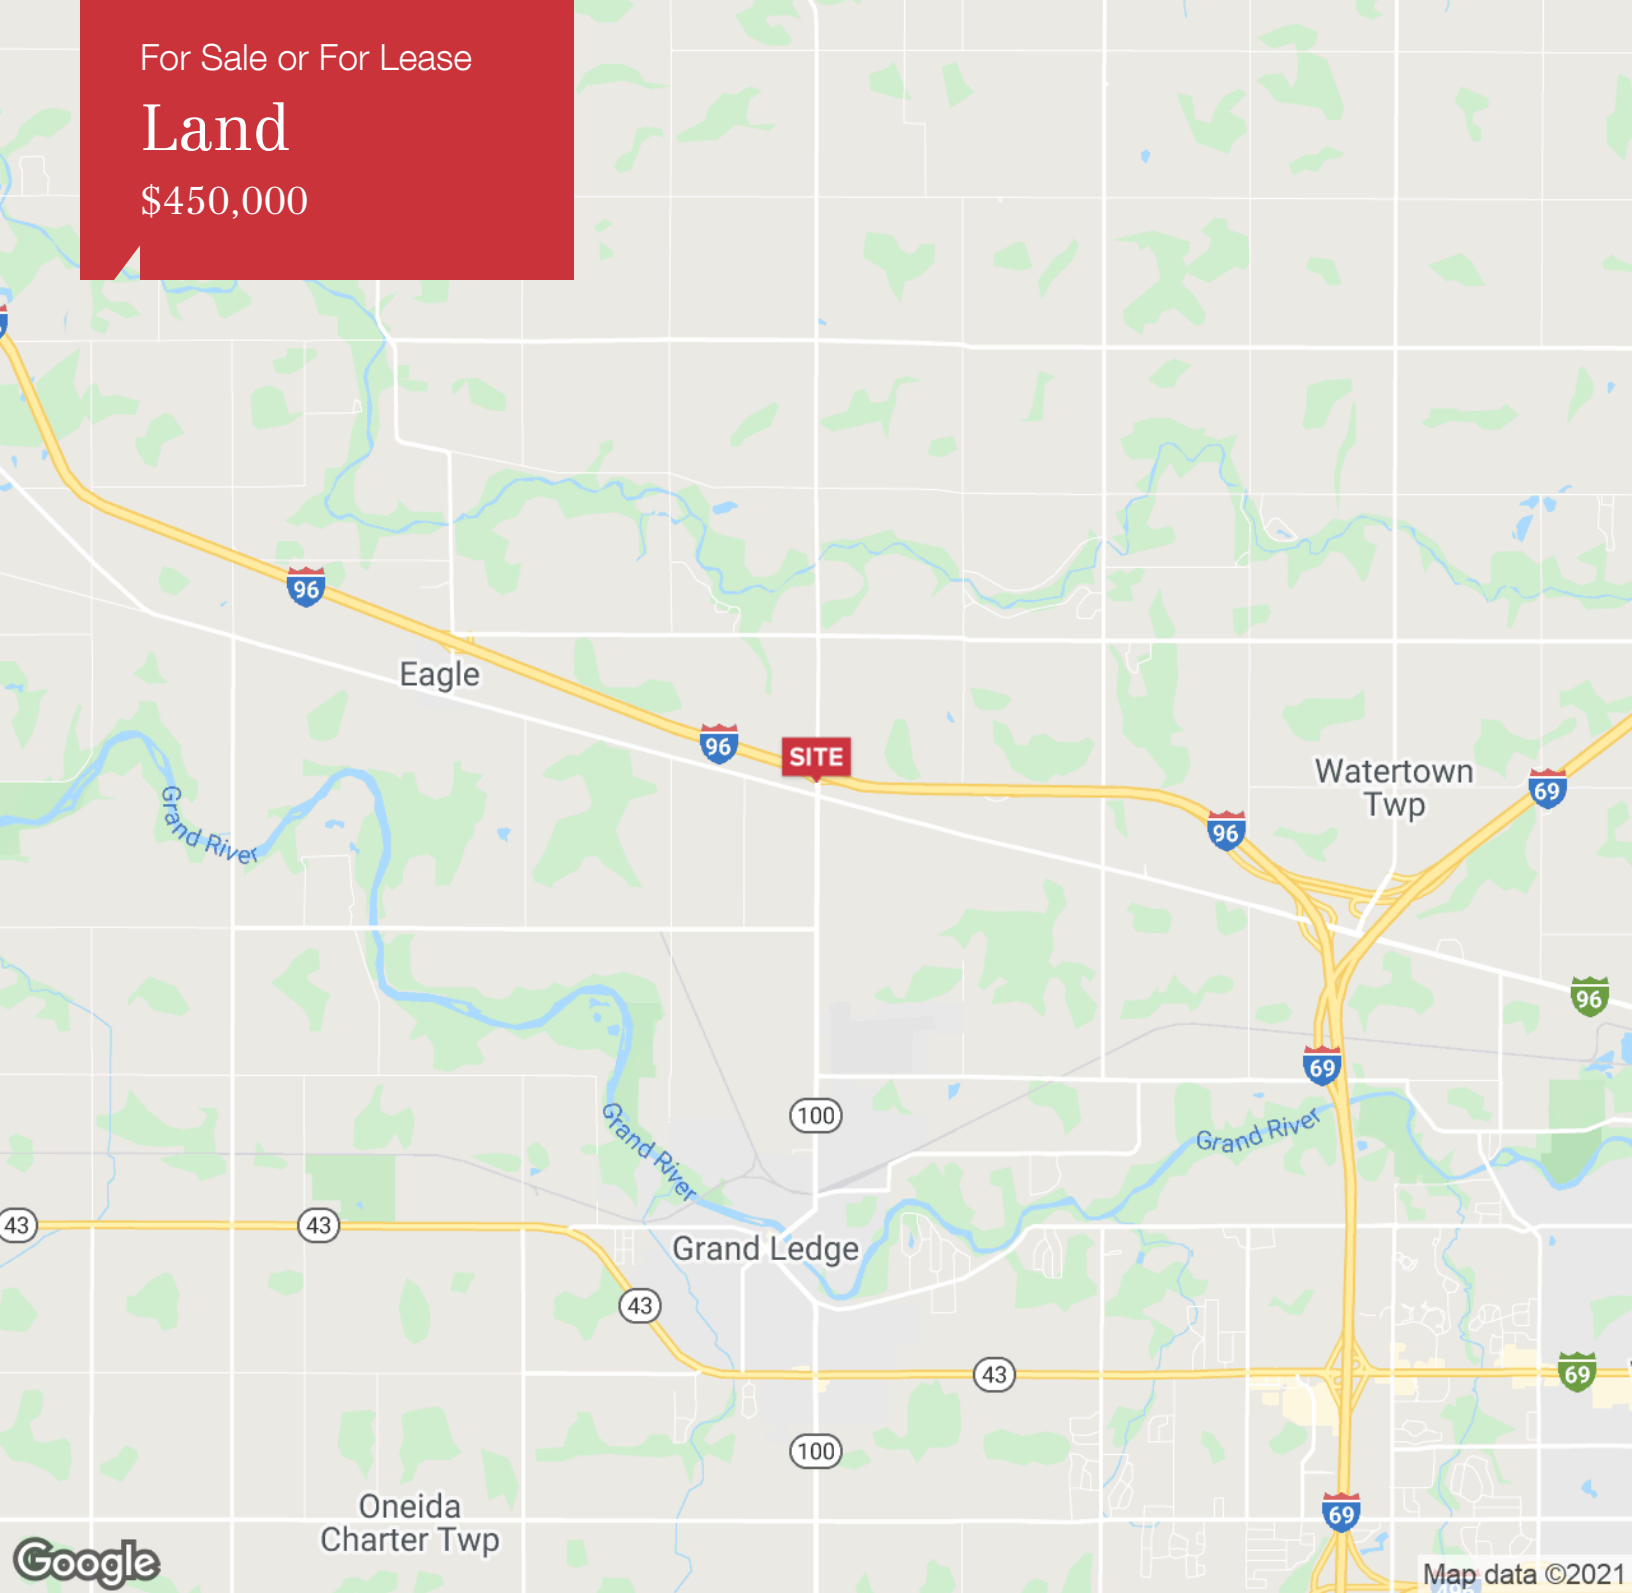 For Sale or For Lease
Land
$450,000
96
Eagle
96
SITE
Watertown
Twp
69
96
Grand River
96
69
100
Grand River
Grand River
43
43
Grand Ledge
43
43
69
100
Oneida
Charter Twp
69
Google
Map data ©2021